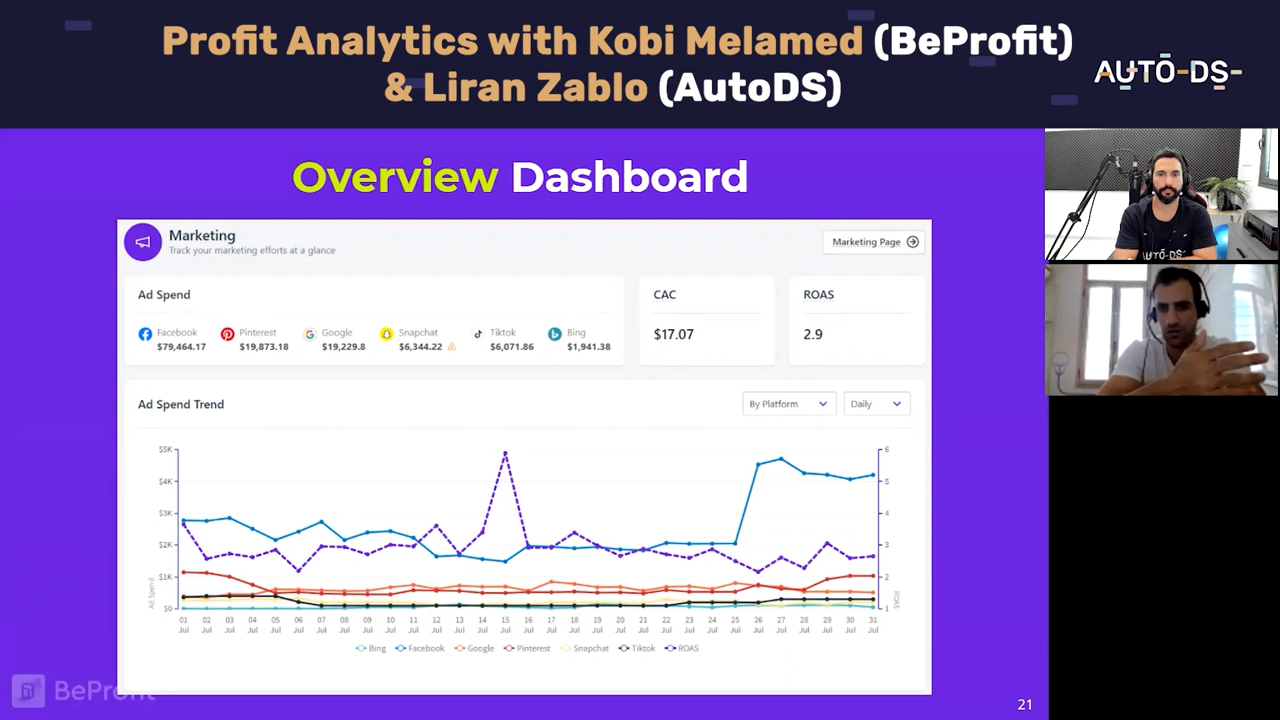 Profit Analytics with Kobi Melamed (BeProfit)
& Liran Zablo (AutoDS)
AUTO-DS
Overview Dashboard
Marketing
Track your marketing efforts at a glance
Marketing Page
Ad Spend
CAC
ROAS
Facebook Pinterest Google Snapchat Tiktok Bing
$79,464.17 $19,873.18 $19,229.8 $6,344.22 $6,071.86 $1,941.38
$17.07
2.9
Ad Spend Trend
By Platform
Daily
$5K 6
$4K 5
$3K 4
$2K 3
$1K 2
$0 1
Ad Spend
ROAS
01 02 03 04 05 06 07 08 09 10 11 12 13 14 15 16 17 18 19 20 21 22 23 24 25 26 27 28 29 30 31
Jul Jul Jul Jul Jul Jul Jul Jul Jul Jul Jul Jul Jul Jul Jul Jul Jul Jul Jul Jul Jul Jul Jul Jul Jul Jul Jul Jul Jul Jul Jul
Bing Facebook Google Pinterest Snapchat Tiktok ROAS
BeProfit
21
AUTO-DS